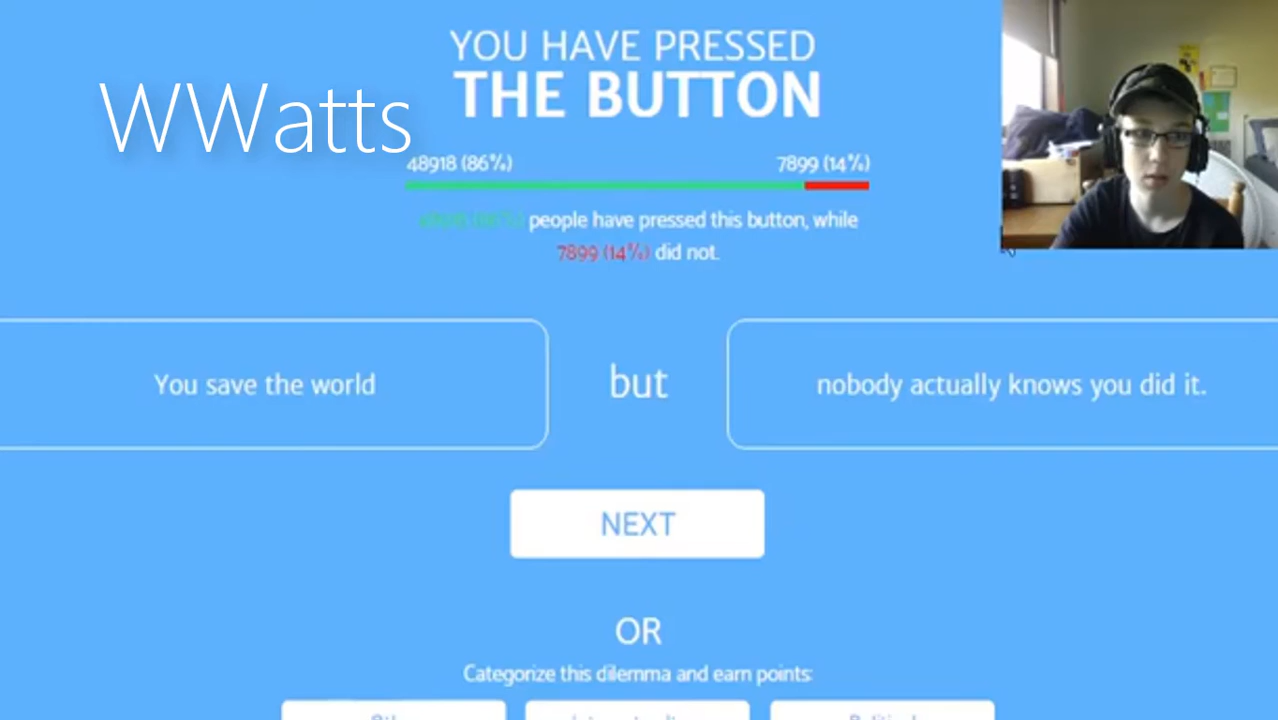 YOU HAVE PRESSED
THE BUTTON
WWatts
48918 (86%) 7899 (14%)
48918 (86%) people have pressed this button, while
7899 (14%) did not.
You save the world
but
nobody actually knows you did it.
NEXT
OR
Categorize this dilemma and earn points: